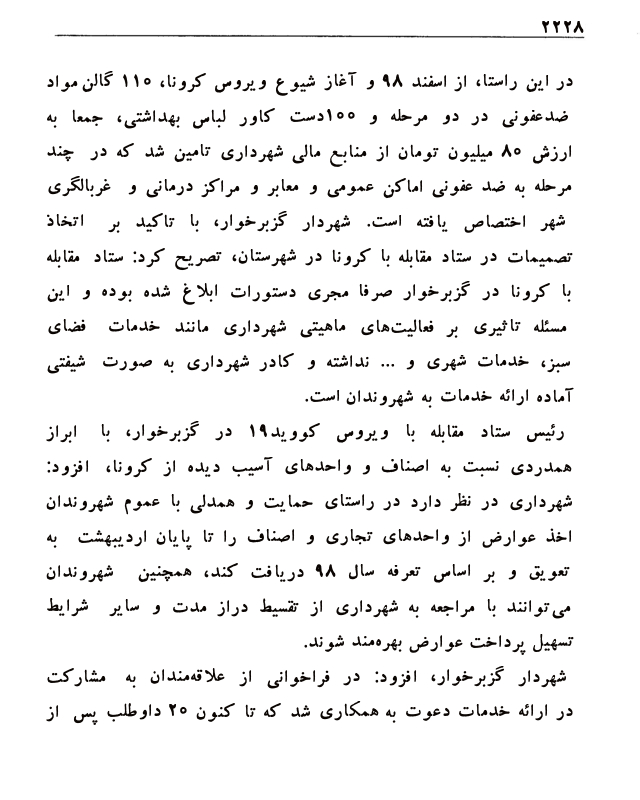 ۲۲۲۸
در این راستا، از اسفند ۹۸ و آغاز شیوع ویروس کرونا، ۱۱۰ گالن مواد
ضدعفونی در دو مرحله و ۱۰۰دست کاور لباس بهداشتی، جمعا به
ارزش ۸۰ میلیون تومان از منابع مالی شهرداری تامین شد که در چند
مرحله به ضد عفونی اماکن عمومی و معابر و مراکز درمانی و غربالگری
شهر اختصاص یافته است. شهردار گزبرخوار، با تاکید بر اتخاذ
تصمیمات در ستاد مقابله با کرونا در شهرستان، تصریح کرد: ستاد مقابله
با کرونا در گزبرخوار صرفا مجری دستورات ابلاغ شده بوده و این
مسئله تاثیری بر فعالیت‌های ماهیتی شهرداری مانند خدمات فضای
سبز، خدمات شهری و ... نداشته و کادر شهرداری به صورت شیفتی
آماده ارائه خدمات به شهروندان است.
رئیس ستاد مقابله با ویروس کووید۱۹ در گزبرخوار، با ابراز
همدردی نسبت به اصناف و واحدهای آسیب دیده از کرونا، افزود:
شهرداری در نظر دارد در راستای حمایت و همدلی با عموم شهروندان
اخذ عوارض از واحدهای تجاری و اصناف را تا پایان اردیبهشت به
تعویق و بر اساس تعرفه سال ۹۸ دریافت کند، همچنین شهروندان
می‌توانند با مراجعه به شهرداری از تقسیط دراز مدت و سایر شرایط
تسهیل پرداخت عوارض بهره‌مند شوند.
شهردار گزبرخوار، افزود: در فراخوانی از علاقه‌مندان به مشارکت
در ارائه خدمات دعوت به همکاری شد که تا کنون ۲۵ داوطلب پس از